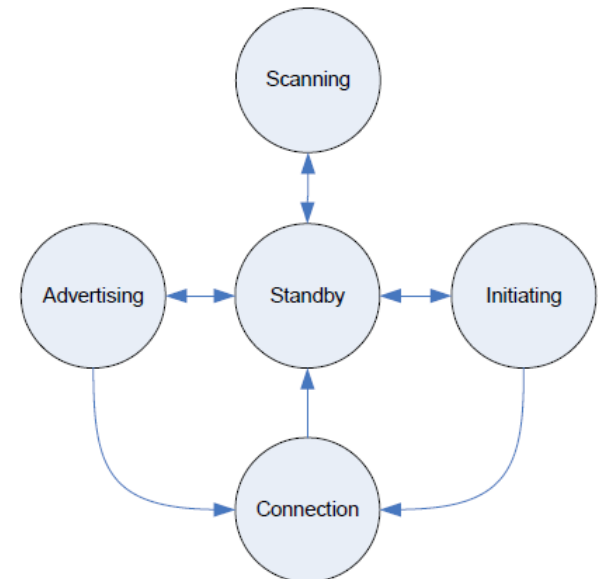 Scanning
Advertising
Standby
Initiating
Connection